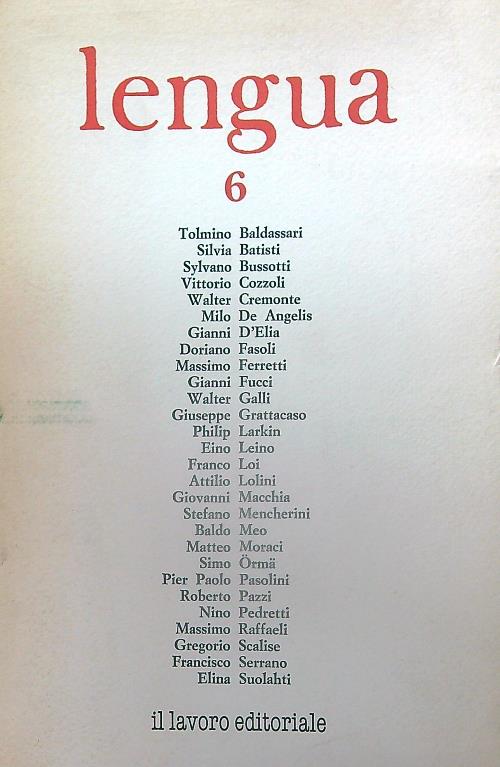 lengua
6
Tolmino Baldassari
Silvia Batisti
Sylvano Bussotti
Vittorio Cozzoli
Walter Cremonte
Milo De Angelis
Gianni D'Elia
Doriano Fasoli
Massimo Ferretti
Gianni Fucci
Walter Galli
Giuseppe Grattacaso
Philip Larkin
Eino Leino
Franco Loi
Attilio Lolini
Giovanni Macchia
Stefano Mencherini
Baldo Meo
Matteo Moraci
Simo Örmä
Pier Paolo Pasolini
Roberto Pazzi
Nino Pedretti
Massimo Raffaeli
Gregorio Scalise
Francisco Serrano
Elina Suolahti
il lavoro editoriale